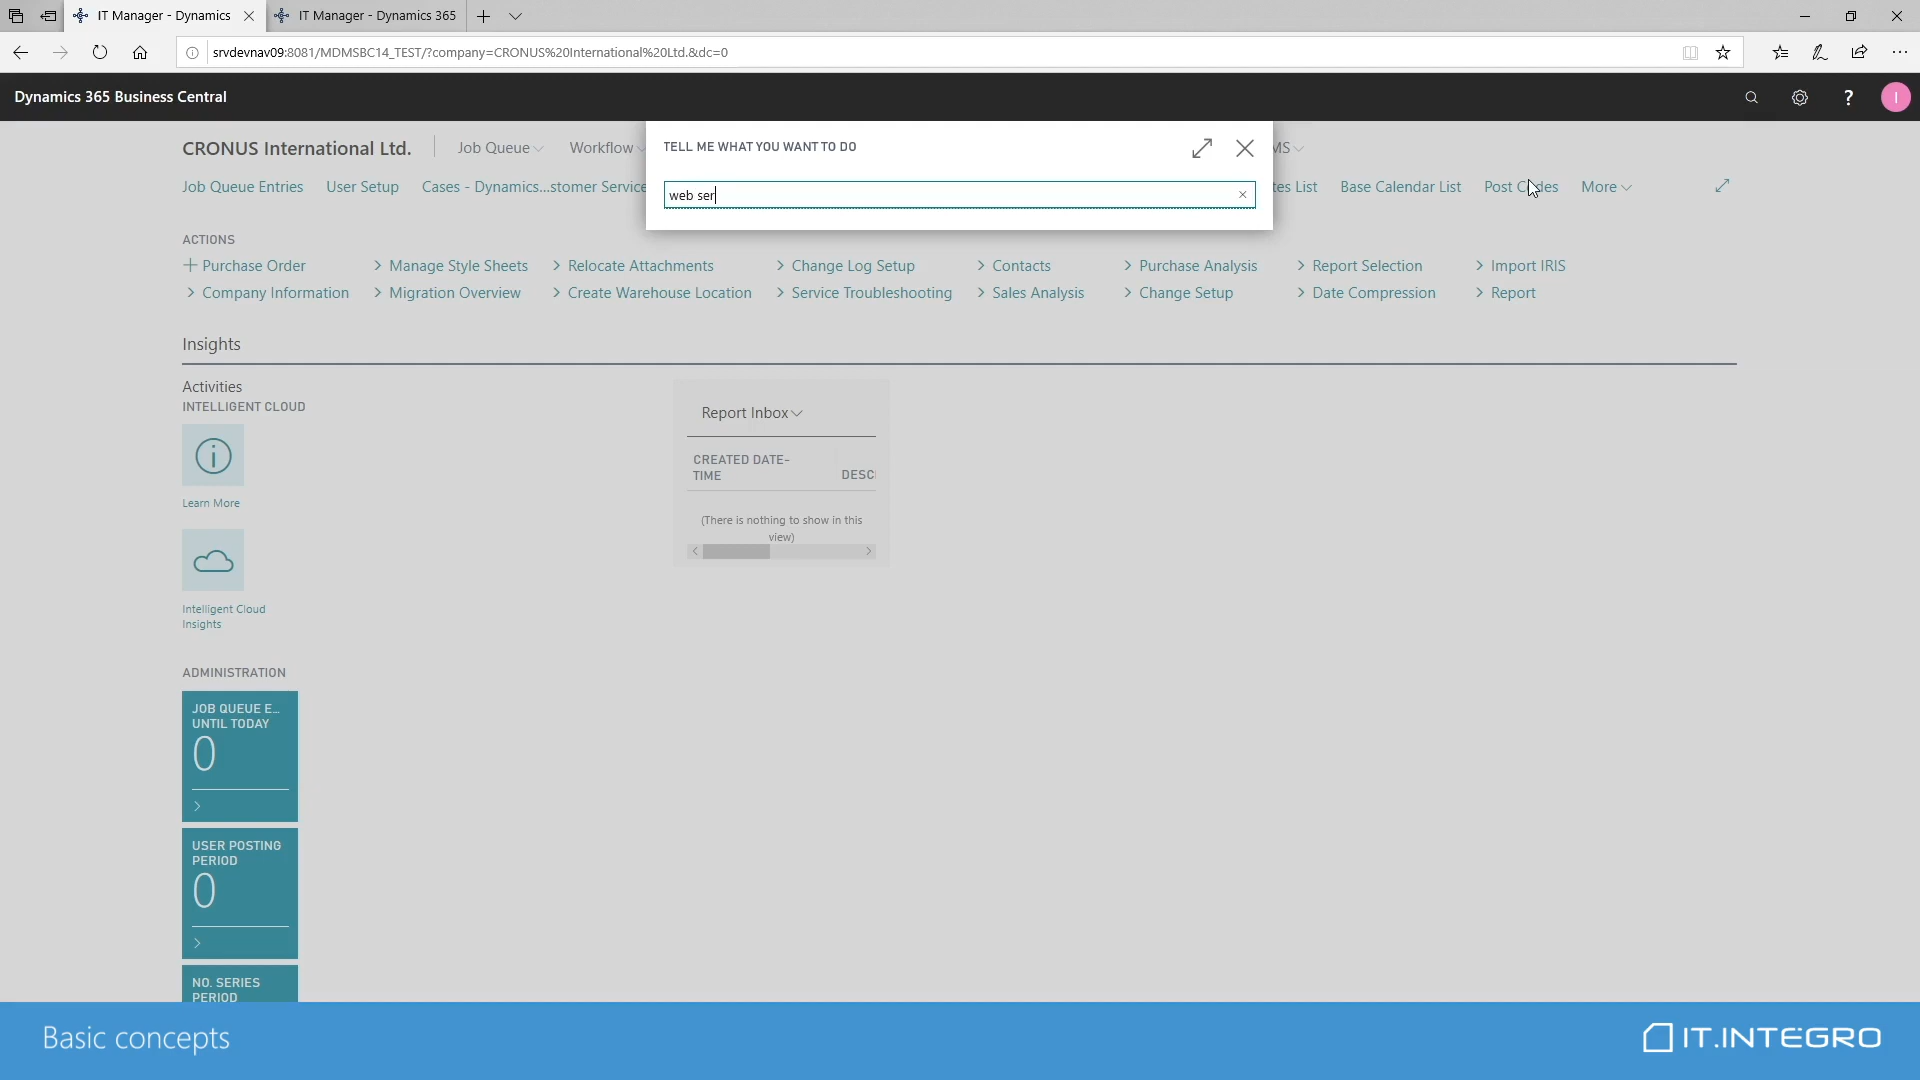 IT Manager - Dynamics
IT Manager - Dynamics 365
srvdevnav09:8081/MDMSBC14_TEST/?company=CRONUS%20International%20Ltd.&dc=0
Dynamics 365 Business Central
?
I
CRONUS International Ltd.
Job Queue
Workflow
TELL ME WHAT YOU WANT TO DO
MS
Job Queue Entries
User Setup
Cases - Dynamics...stomer Service
web ser
tes List
Base Calendar List
Post Codes
More
ACTIONS
Purchase Order
Manage Style Sheets
Relocate Attachments
Change Log Setup
Contacts
Purchase Analysis
Report Selection
Import IRIS
Company Information
Migration Overview
Create Warehouse Location
Service Troubleshooting
Sales Analysis
Change Setup
Date Compression
Report
Insights
Activities
INTELLIGENT CLOUD
Learn More
Intelligent Cloud
Insights
Report Inbox
CREATED DATE-
TIME
DESC
(There is nothing to show in this
view)
ADMINISTRATION
JOB QUEUE E...
UNTIL TODAY
0
USER POSTING
PERIOD
0
NO. SERIES
PERIOD
Basic concepts
IT.INTEGRO